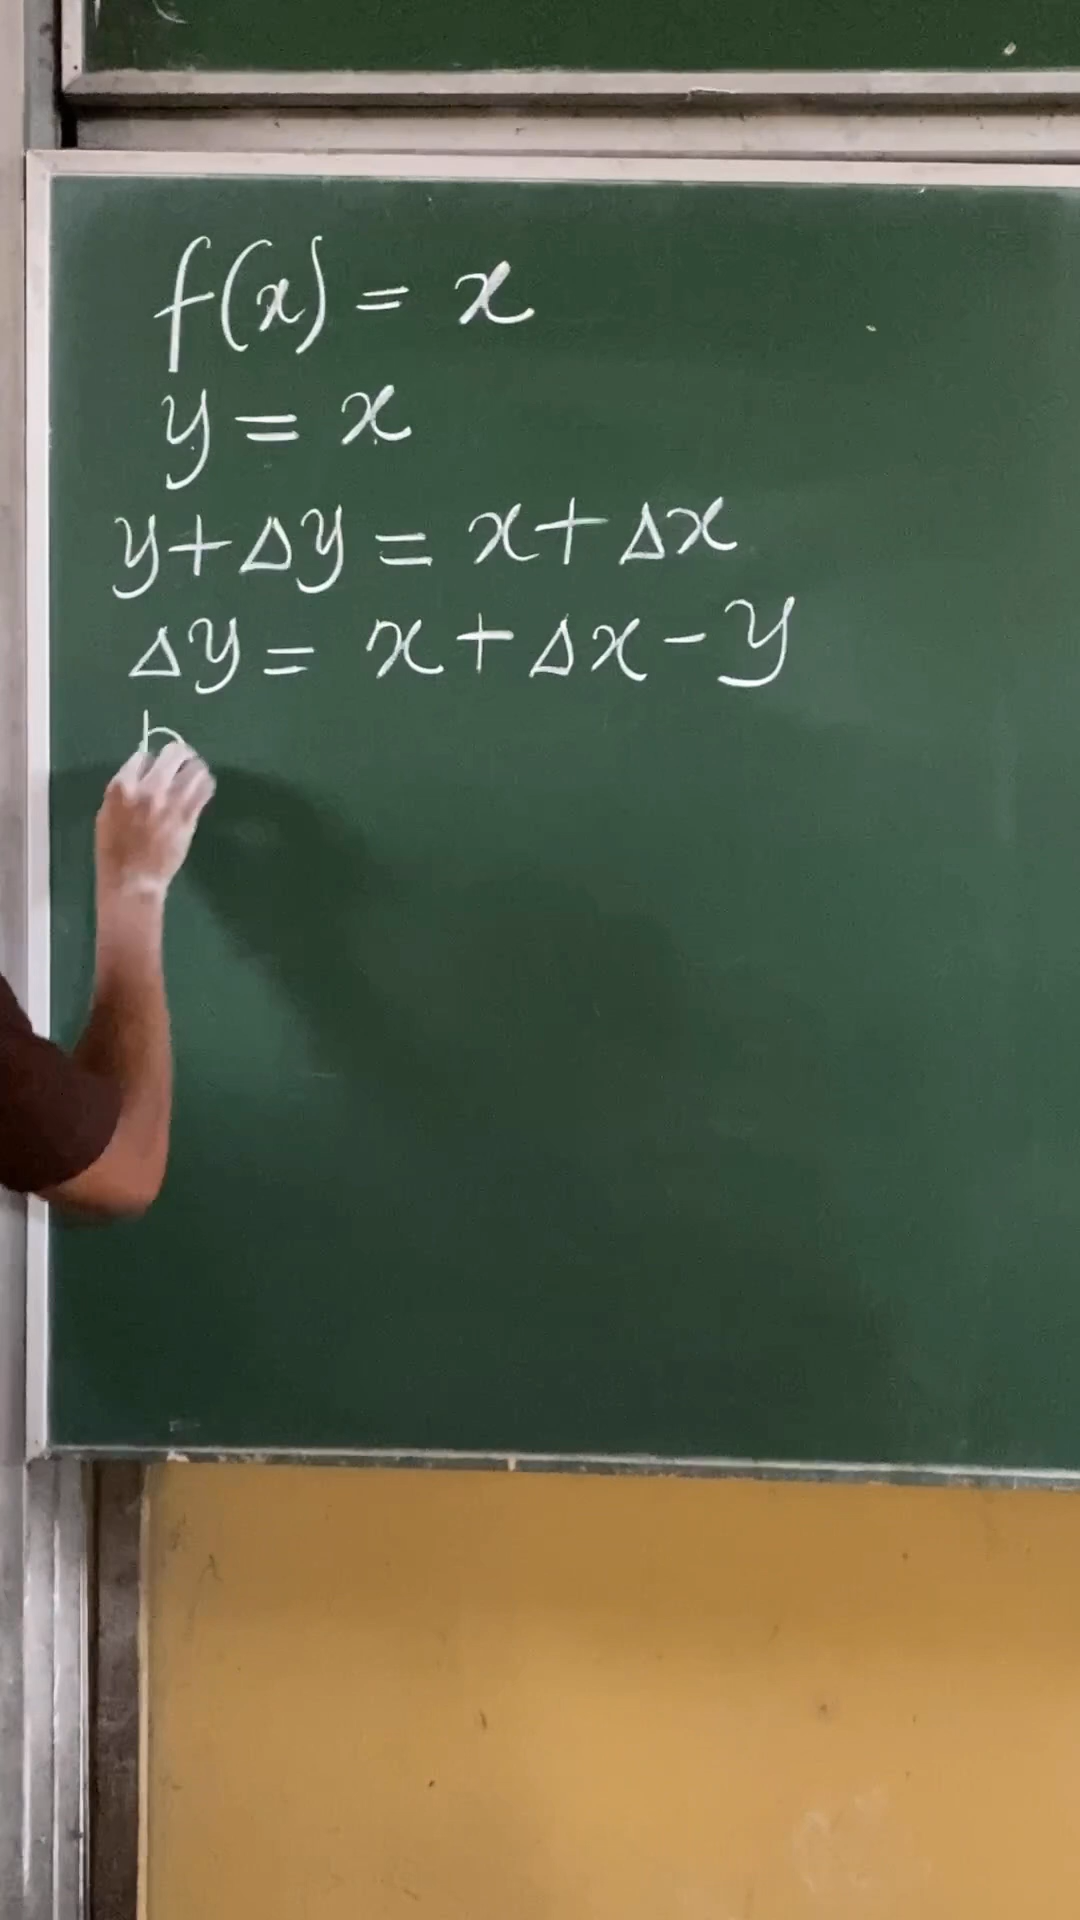 f(x) = x
y = x
y + Δy = x + Δx
Δy = x + Δx - y